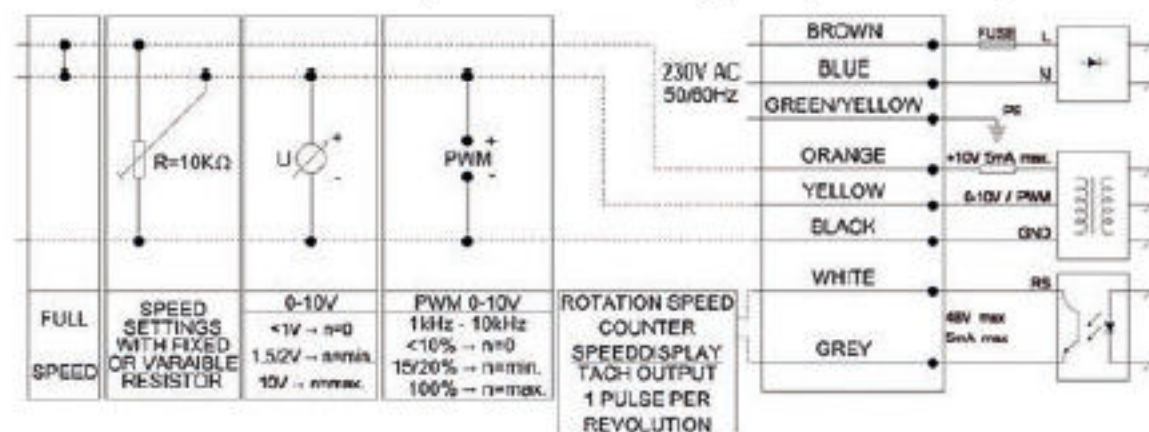 FULL
SPEED
R=10KΩ
SPEED
SETTINGS
WITH FIXED
OR VARAIBLE
RESISTOR
U
+
-
0-10V
<1V → n=0
1.5/2V → n=min.
10V → n=max.
+
PWM
-
PWM 0-10V
1kHz - 10kHz
<10% → n=0
15/20% → n=min.
100% → n=max.
ROTATION SPEED
COUNTER
SPEEDDISPLAY
TACH OUTPUT
1 PULSE PER
REVOLUTION
230V AC
50/60Hz
BROWN
BLUE
GREEN/YELLOW
ORANGE
YELLOW
BLACK
WHITE
GREY
FUSE
L
N
PE
+10V 5mA max.
0-10V / PWM
GND
RS
48V max
5mA max